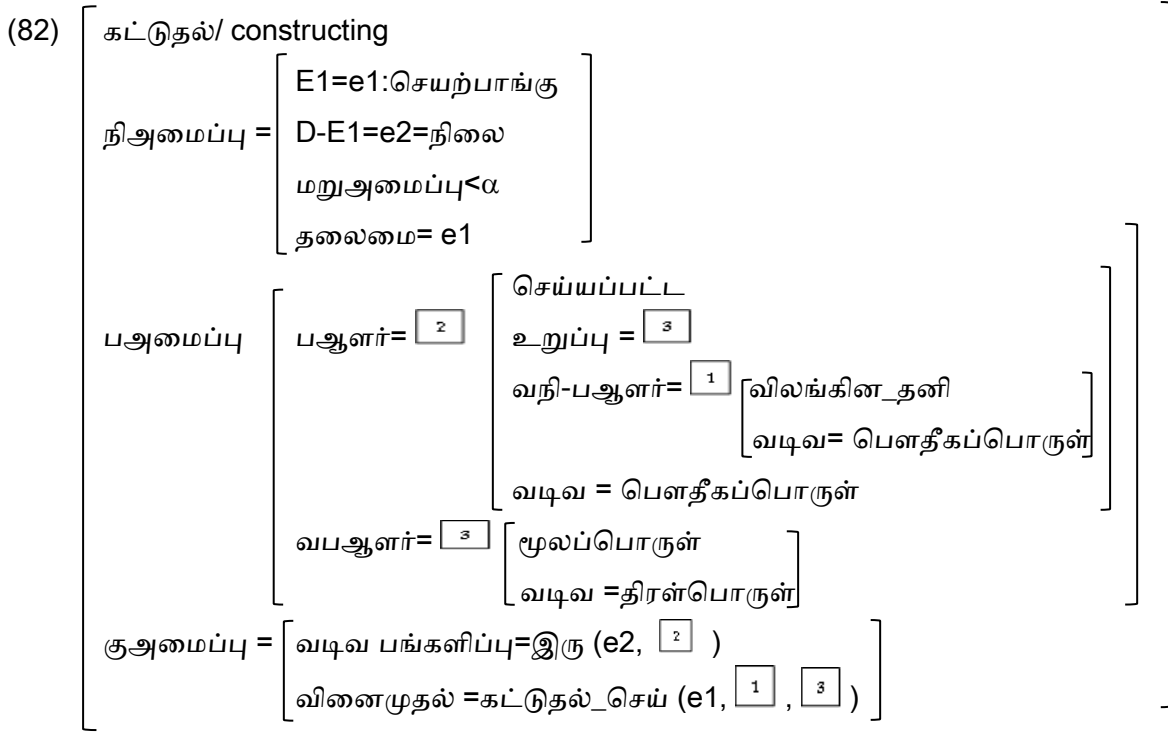 (82) கட்டுதல்/ constructing
E1=e1:செயற்பாங்கு
நிஅமைப்பு = D-E1=e2=நிலை
மறுஅமைப்பு<α
தலைமை= e1
செய்யப்பட்ட
பஅமைப்பு பஆளர்= 2 உறுப்பு = 3
வநி-பஆளர்= 1 விலங்கின_தனி
வடிவ= பௌதீகப்பொருள்
வடிவ = பௌதீகப்பொருள்
வபஆளர்= 3 மூலப்பொருள்
வடிவ =திரள்பொருள்
குஅமைப்பு = வடிவ பங்களிப்பு=இரு (e2, 2 )
வினைமுதல் =கட்டுதல்_செய் (e1, 1 , 3 )